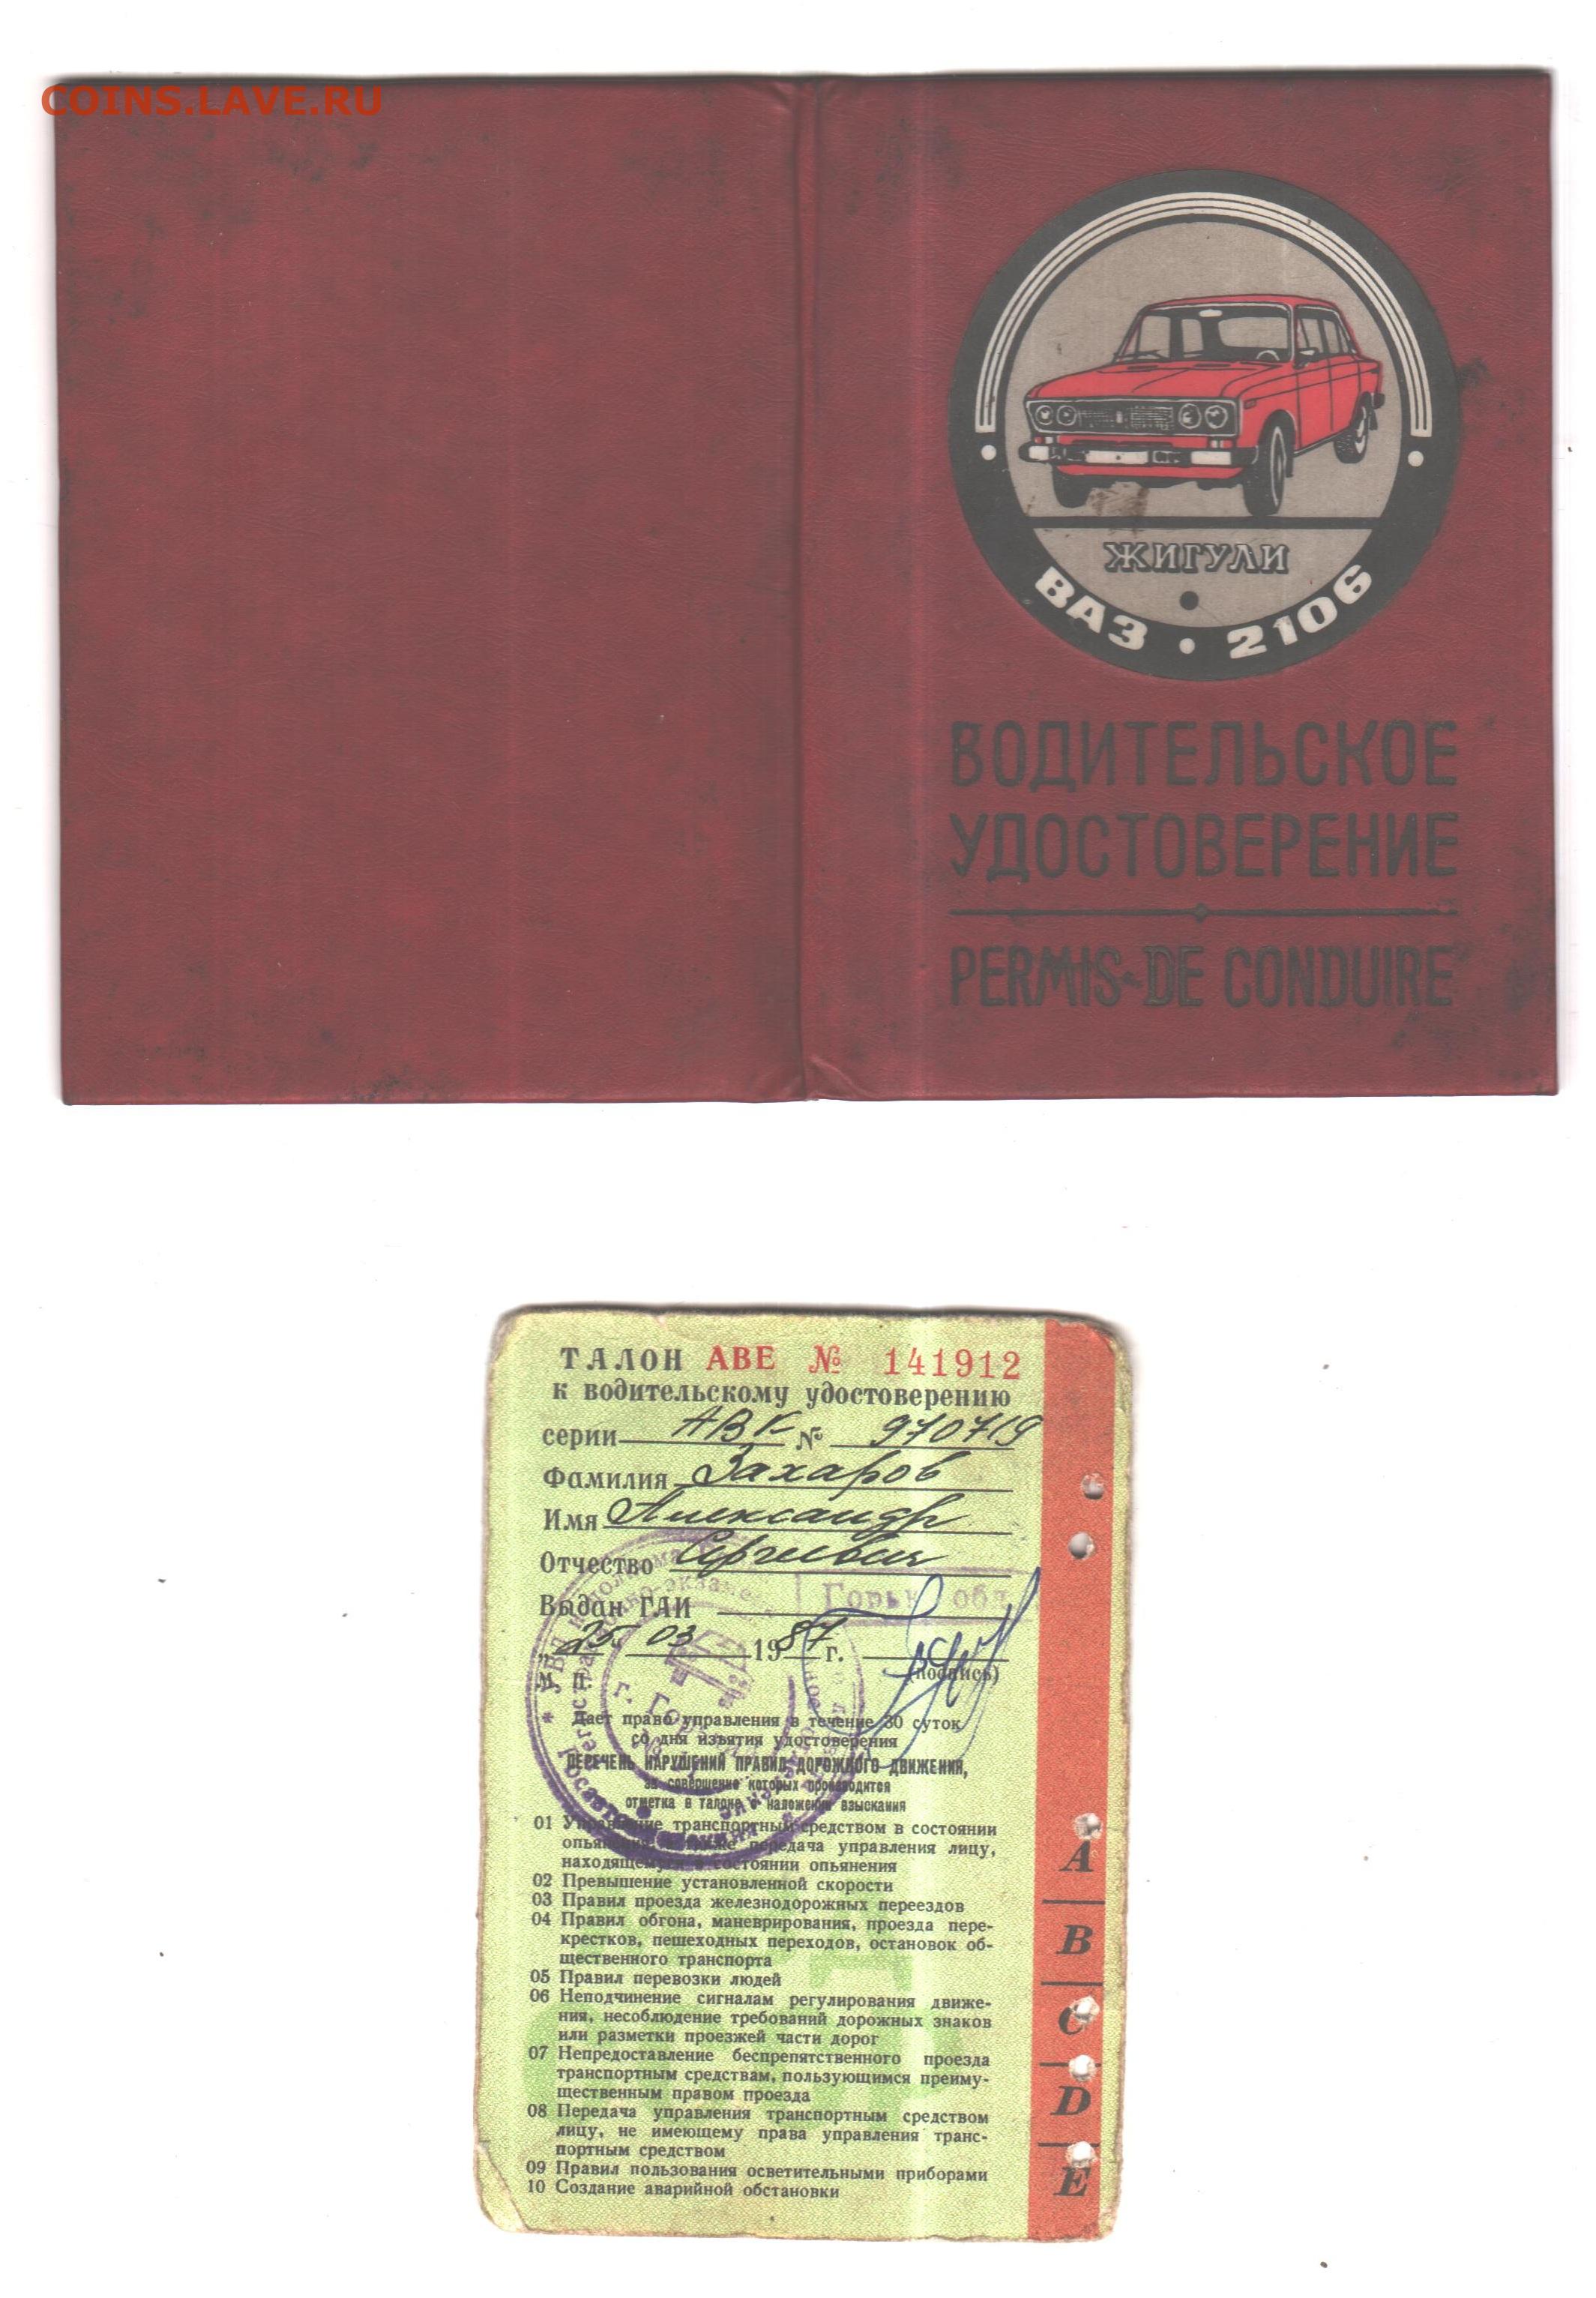 COINS.LAVE.RU
ЖИГУЛИ
ВАЗ • 2106
ВОДИТЕЛЬСКОЕ
УДОСТОВЕРЕНИЕ
PERMIS DE CONDUIRE
ТАЛОН АВЕ № 141912
к водительскому удостоверению
серии АВК № 970719
Фамилия Захаров
Имя Александр
Отчество Сергеевич
Выдан ГАИ Горьк обл
„25 03 1987 г.
М. П. (подпись)
г. Горький
Дает право управления в течение 30 суток
со дня изъятия удостоверения
ПЕРЕЧЕНЬ НАРУШЕНИЙ ПРАВИЛ ДОРОЖНОГО ДВИЖЕНИЯ,
за совершение которых производится
отметка в талоне о наложении взыскания
01 Управление транспортным средством в состоянии
опьянения, а также передача управления лицу,
находящемуся в состоянии опьянения
02 Превышение установленной скорости
03 Правил проезда железнодорожных переездов
04 Правил обгона, маневрирования, проезда пере-
крестков, пешеходных переходов, остановок об-
щественного транспорта
05 Правил перевозки людей
06 Неподчинение сигналам регулирования движе-
ния, несоблюдение требований дорожных знаков
или разметки проезжей части дорог
07 Непредоставление беспрепятственного проезда
транспортным средствам, пользующимся преиму-
щественным правом проезда
08 Передача управления транспортным средством
лицу, не имеющему права управления транс-
портным средством
09 Правил пользования осветительными приборами
10 Создание аварийной обстановки
A
B
C
D
E